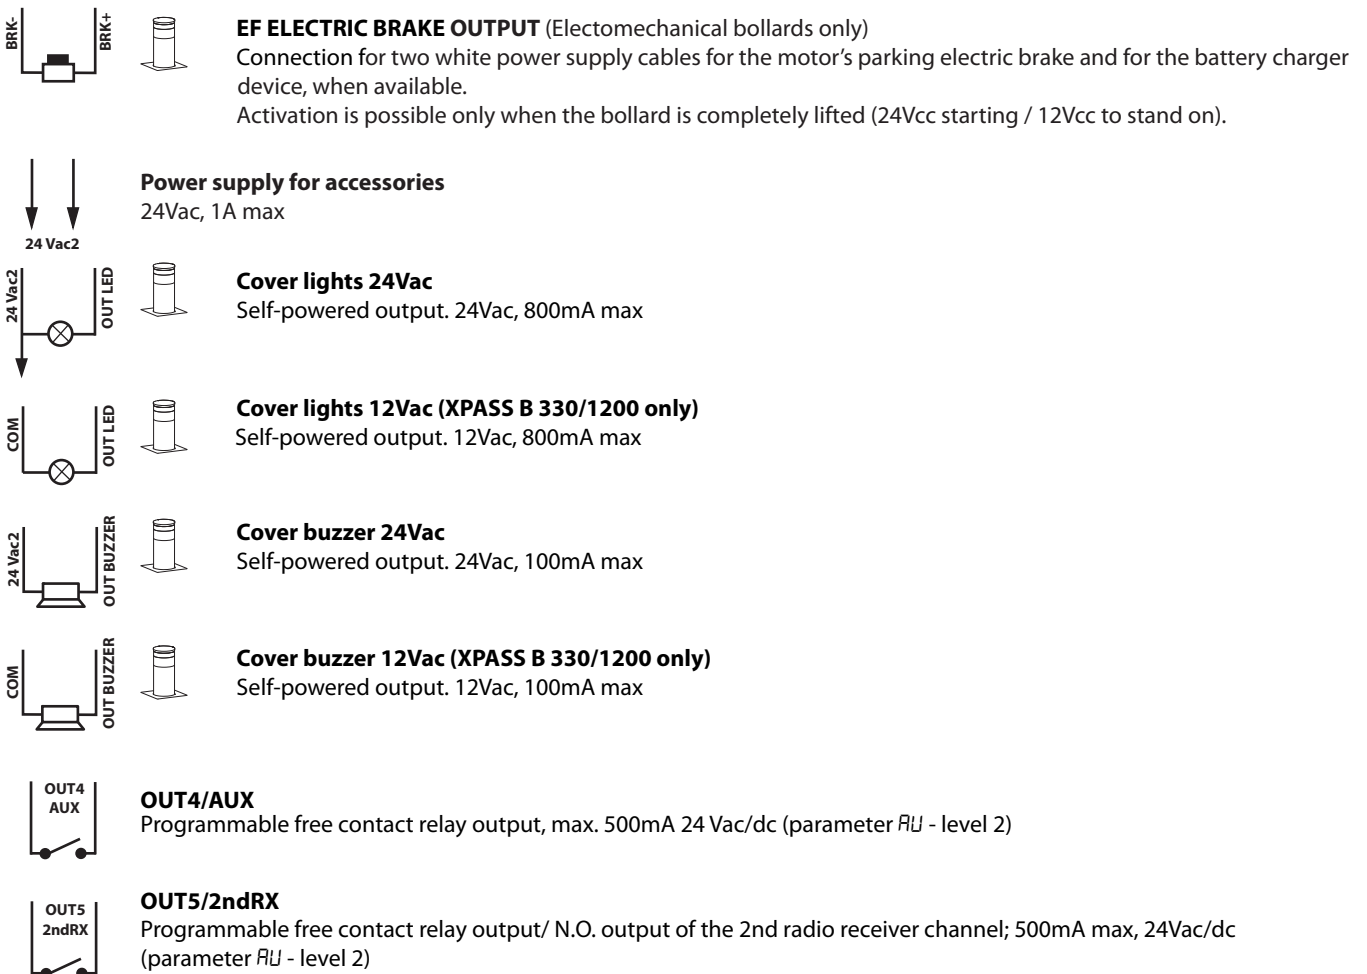 BRK-
BRK+
EF ELECTRIC BRAKE OUTPUT (Electomechanical bollards only)
Connection for two white power supply cables for the motor’s parking electric brake and for the battery charger
device, when available.
Activation is possible only when the bollard is completely lifted (24Vcc starting / 12Vcc to stand on).
24 Vac2
Power supply for accessories
24Vac, 1A max
24 Vac2
OUT LED
Cover lights 24Vac
Self-powered output. 24Vac, 800mA max
COM
OUT LED
Cover lights 12Vac (XPASS B 330/1200 only)
Self-powered output. 12Vac, 800mA max
24 Vac2
OUT BUZZER
Cover buzzer 24Vac
Self-powered output. 24Vac, 100mA max
COM
OUT BUZZER
Cover buzzer 12Vac (XPASS B 330/1200 only)
Self-powered output. 12Vac, 100mA max
OUT4
AUX
OUT4/AUX
Programmable free contact relay output, max. 500mA 24 Vac/dc (parameter AU - level 2)
OUT5
2ndRX
OUT5/2ndRX
Programmable free contact relay output/ N.O. output of the 2nd radio receiver channel; 500mA max, 24Vac/dc
(parameter AU - level 2)